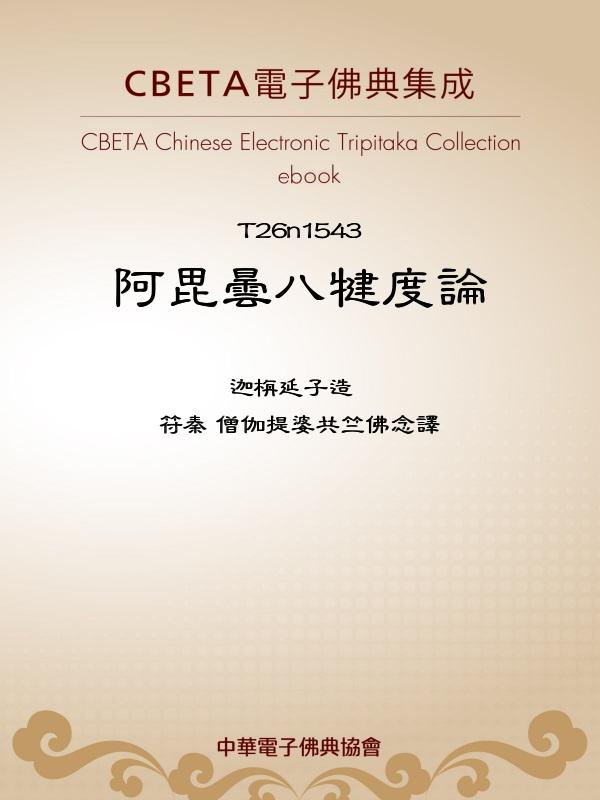 CBETA電子佛典集成
CBETA Chinese Electronic Tripitaka Collection
ebook
T26n1543
阿毘曇八犍度論
迦栴延子造
符秦 僧伽提婆共竺佛念譯
中華電子佛典協會